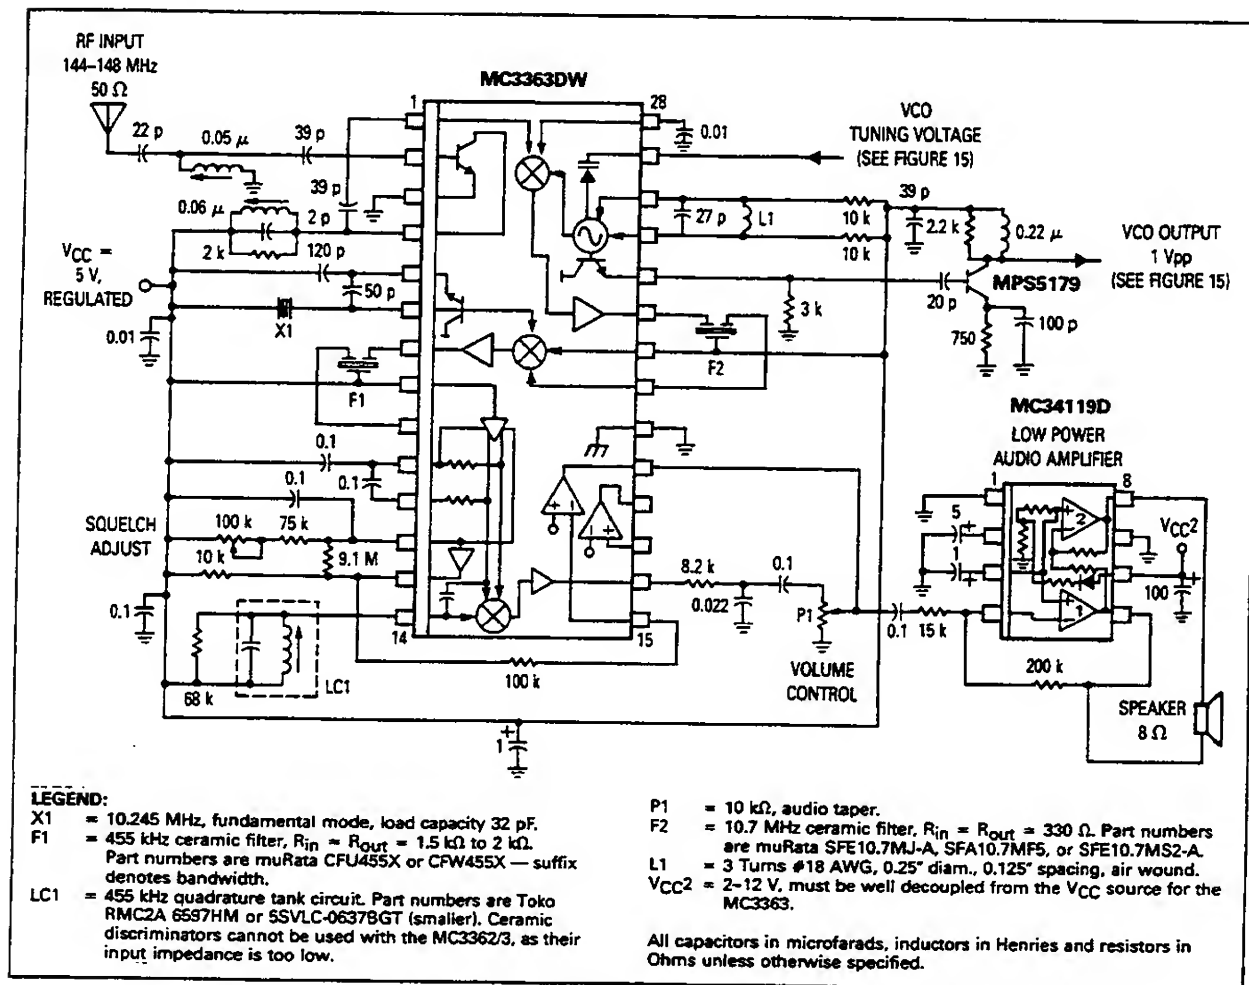 RF INPUT
144–148 MHz
50 Ω
22 p
0.05 μ
39 p
39 p
0.06 μ
2 p
2 k
120 p
VCC =
5 V,
REGULATED
50 p
X1
0.01
F1
0.1
0.1
0.1
SQUELCH
ADJUST
100 k
75 k
10 k
9.1 M
0.1
68 k
LC1
MC3363DW
1
28
14
15
0.01
VCO
TUNING VOLTAGE
(SEE FIGURE 15)
27 p
L1
10 k
10 k
39 p
2.2 k
0.22 μ
VCO OUTPUT
1 Vpp
(SEE FIGURE 15)
MPS5179
20 p
3 k
750
100 p
F2
MC34119D
LOW POWER
AUDIO AMPLIFIER
1
8
5
+
1
+
2
+
−
1
+
−
VCC2
100
+
8.2 k
0.1
0.022
P1
VOLUME
CONTROL
0.1
15 k
200 k
100 k
SPEAKER
8 Ω
+
1
LEGEND:
X1 = 10.245 MHz, fundamental mode, load capacity 32 pF.
F1 = 455 kHz ceramic filter, Rin = Rout = 1.5 kΩ to 2 kΩ.
Part numbers are muRata CFU455X or CFW455X — suffix
denotes bandwidth.
LC1 = 455 kHz quadrature tank circuit. Part numbers are Toko
RMC2A 6597HM or 5SVLC-0637BGT (smaller). Ceramic
discriminators cannot be used with the MC3362/3, as their
input impedance is too low.
P1 = 10 kΩ, audio taper.
F2 = 10.7 MHz ceramic filter, Rin = Rout = 330 Ω. Part numbers
are muRata SFE10.7MJ-A, SFA10.7MF5, or SFE10.7MS2-A.
L1 = 3 Turns #18 AWG, 0.25" diam., 0.125" spacing, air wound.
VCC2 = 2–12 V, must be well decoupled from the VCC source for the
MC3363.
All capacitors in microfarads, inductors in Henries and resistors in
Ohms unless otherwise specified.